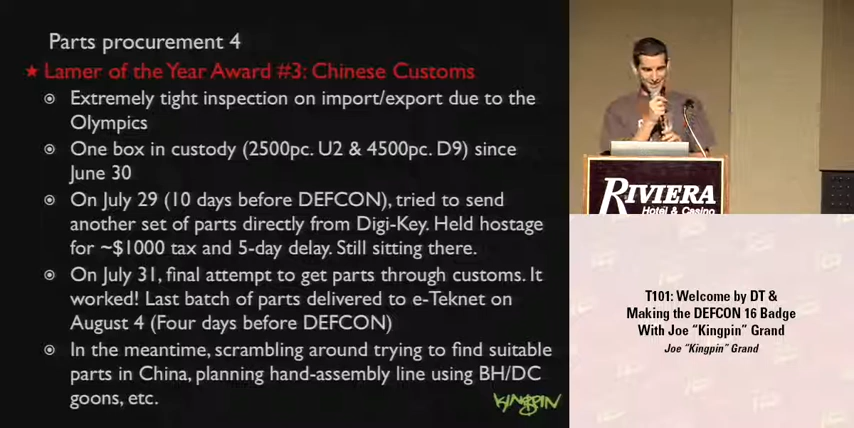 Parts procurement 4
★ Lamer of the Year Award #3: Chinese Customs
Extremely tight inspection on import/export due to the
Olympics
One box in custody (2500pc. U2 & 4500pc. D9) since
June 30
On July 29 (10 days before DEFCON), tried to send
another set of parts directly from Digi-Key. Held hostage
for ~$1000 tax and 5-day delay. Still sitting there.
On July 31, final attempt to get parts through customs. It
worked! Last batch of parts delivered to e-Teknet on
August 4 (Four days before DEFCON)
In the meantime, scrambling around trying to find suitable
parts in China, planning hand-assembly line using BH/DC
goons, etc.
KINGPIN
RIVIERA
Hotel & Casino
T101: Welcome by DT &
Making the DEFCON 16 Badge
With Joe “Kingpin” Grand
Joe “Kingpin” Grand